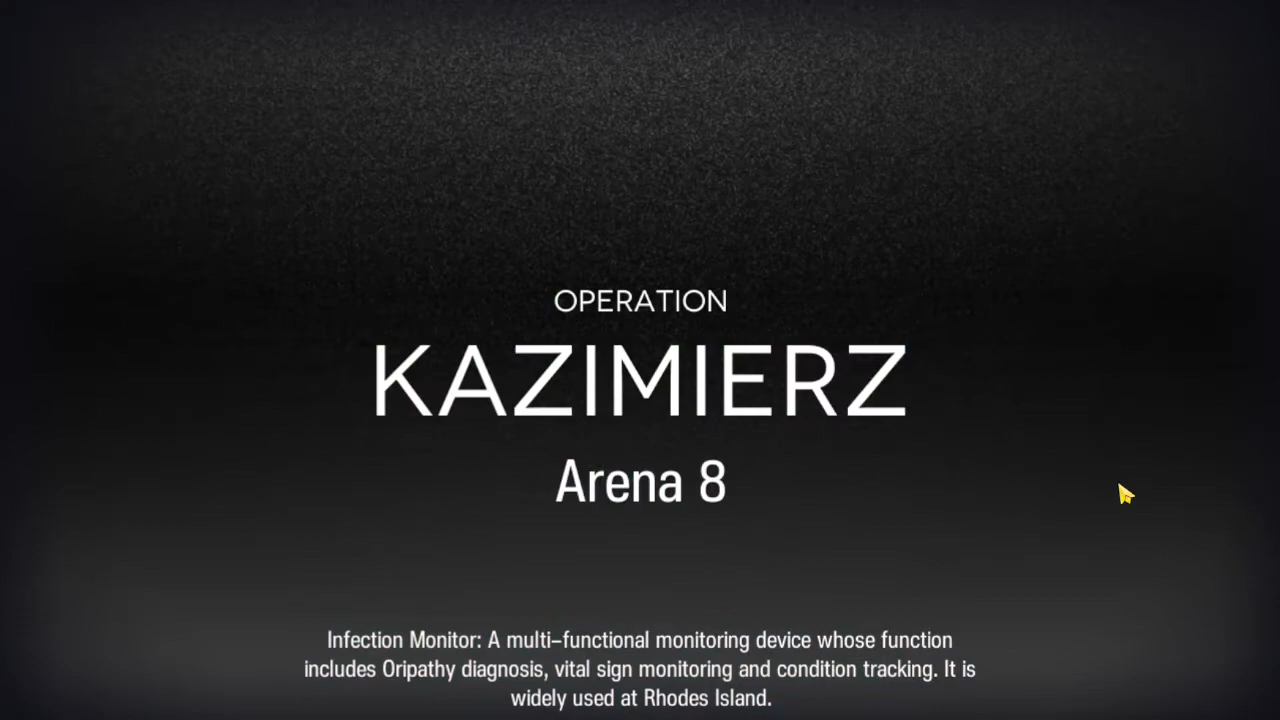 OPERATION
KAZIMIERZ
Arena 8
Infection Monitor: A multi-functional monitoring device whose function
includes Oripathy diagnosis, vital sign monitoring and condition tracking. It is
widely used at Rhodes Island.